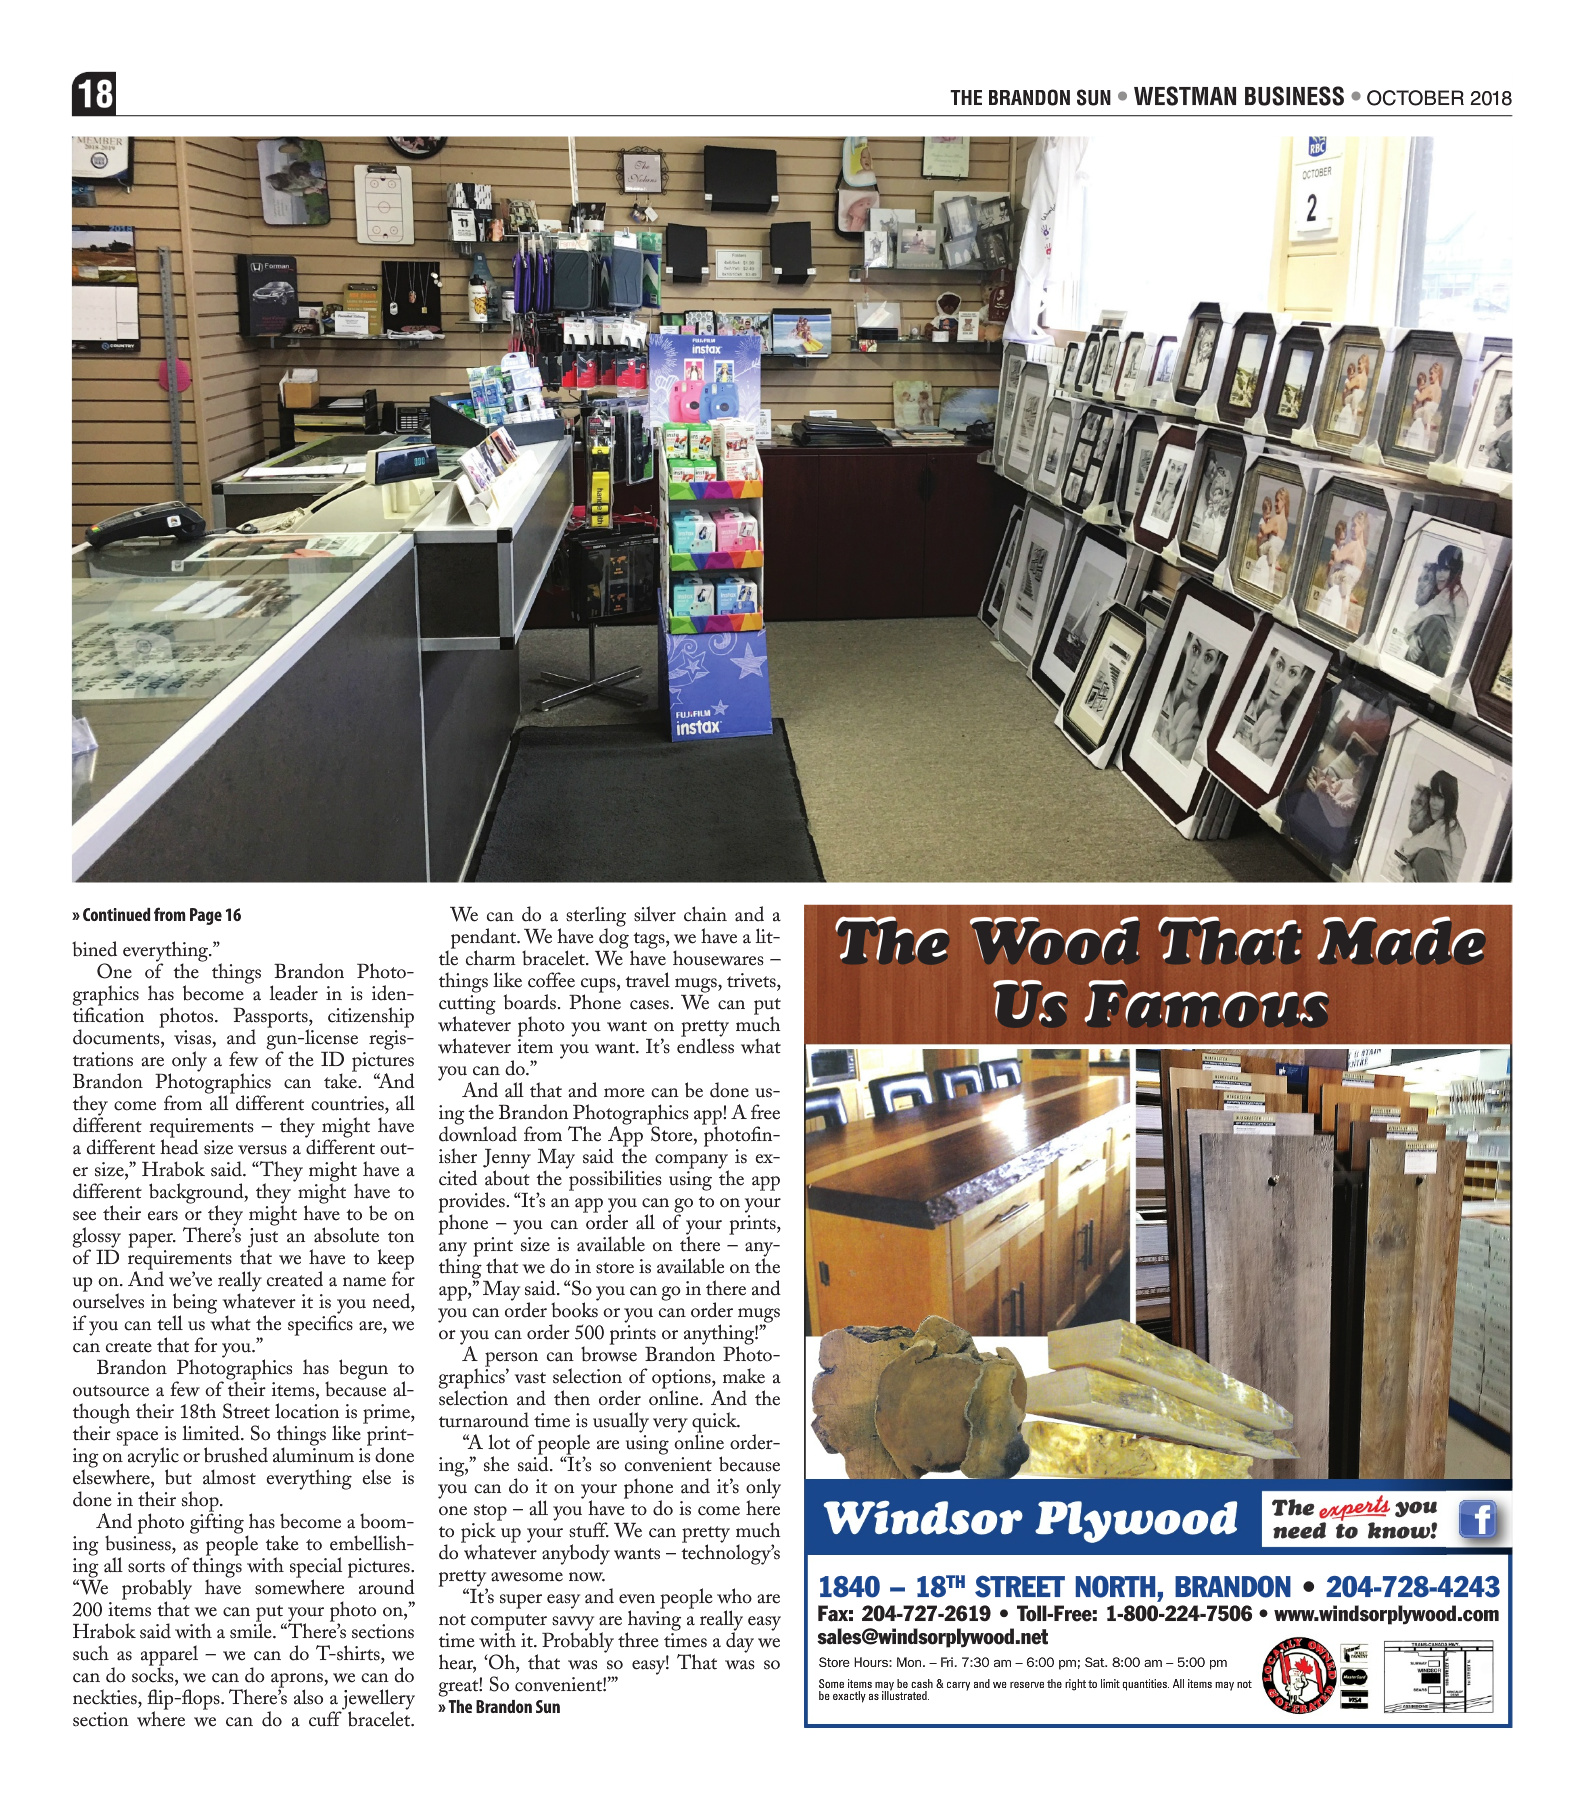 18
THE BRANDON SUN • WESTMAN BUSINESS • OCTOBER 2018
MEMBER
2018-2019
2018
Forman
The
Nolans
RBC
OCTOBER
2
FUJIFILM
instax
FUJIFILM
instax
» Continued from Page 16
bined everything.”
One of the things Brandon Photo-
graphics has become a leader in is iden-
tification photos. Passports, citizenship
documents, visas, and gun-license regis-
trations are only a few of the ID pictures
Brandon Photographics can take. “And
they come from all different countries, all
different requirements – they might have
a different head size versus a different out-
er size,” Hrabok said. “They might have a
different background, they might have to
see their ears or they might have to be on
glossy paper. There’s just an absolute ton
of ID requirements that we have to keep
up on. And we’ve really created a name for
ourselves in being whatever it is you need,
if you can tell us what the specifics are, we
can create that for you.”
Brandon Photographics has begun to
outsource a few of their items, because al-
though their 18th Street location is prime,
their space is limited. So things like print-
ing on acrylic or brushed aluminum is done
elsewhere, but almost everything else is
done in their shop.
And photo gifting has become a boom-
ing business, as people take to embellish-
ing all sorts of things with special pictures.
“We probably have somewhere around
200 items that we can put your photo on,”
Hrabok said with a smile. “There’s sections
such as apparel – we can do T-shirts, we
can do socks, we can do aprons, we can do
neckties, flip-flops. There’s also a jewellery
section where we can do a cuff bracelet.
We can do a sterling silver chain and a
pendant. We have dog tags, we have a lit-
tle charm bracelet. We have housewares –
things like coffee cups, travel mugs, trivets,
cutting boards. Phone cases. We can put
whatever photo you want on pretty much
whatever item you want. It’s endless what
you can do.”
And all that and more can be done us-
ing the Brandon Photographics app! A free
download from The App Store, photofin-
isher Jenny May said the company is ex-
cited about the possibilities using the app
provides. “It’s an app you can go to on your
phone – you can order all of your prints,
any print size is available on there – any-
thing that we do in store is available on the
app,” May said. “So you can go in there and
you can order books or you can order mugs
or you can order 500 prints or anything!”
A person can browse Brandon Photo-
graphics’ vast selection of options, make a
selection and then order online. And the
turnaround time is usually very quick.
“A lot of people are using online order-
ing,” she said. “It’s so convenient because
you can do it on your phone and it’s only
one stop – all you have to do is come here
to pick up your stuff. We can pretty much
do whatever anybody wants – technology’s
pretty awesome now.
“It’s super easy and even people who are
not computer savvy are having a really easy
time with it. Probably three times a day we
hear, ‘Oh, that was so easy! That was so
great! So convenient!’”
» The Brandon Sun
The Wood That Made
Us Famous
Windsor Plywood
The experts you
need to know!
f
1840 – 18TH STREET NORTH, BRANDON • 204-728-4243
Fax: 204-727-2619 • Toll-Free: 1-800-224-7506 • www.windsorplywood.com
sales@windsorplywood.net
Store Hours: Mon. – Fri. 7:30 am – 6:00 pm; Sat. 8:00 am – 5:00 pm
Some items may be cash & carry and we reserve the right to limit quantities. All items may not
be exactly as illustrated.
LOCALLY OWNED
& OPERATED
MasterCard
VISA
TRANS-CANADA HWY.
WINDSOR